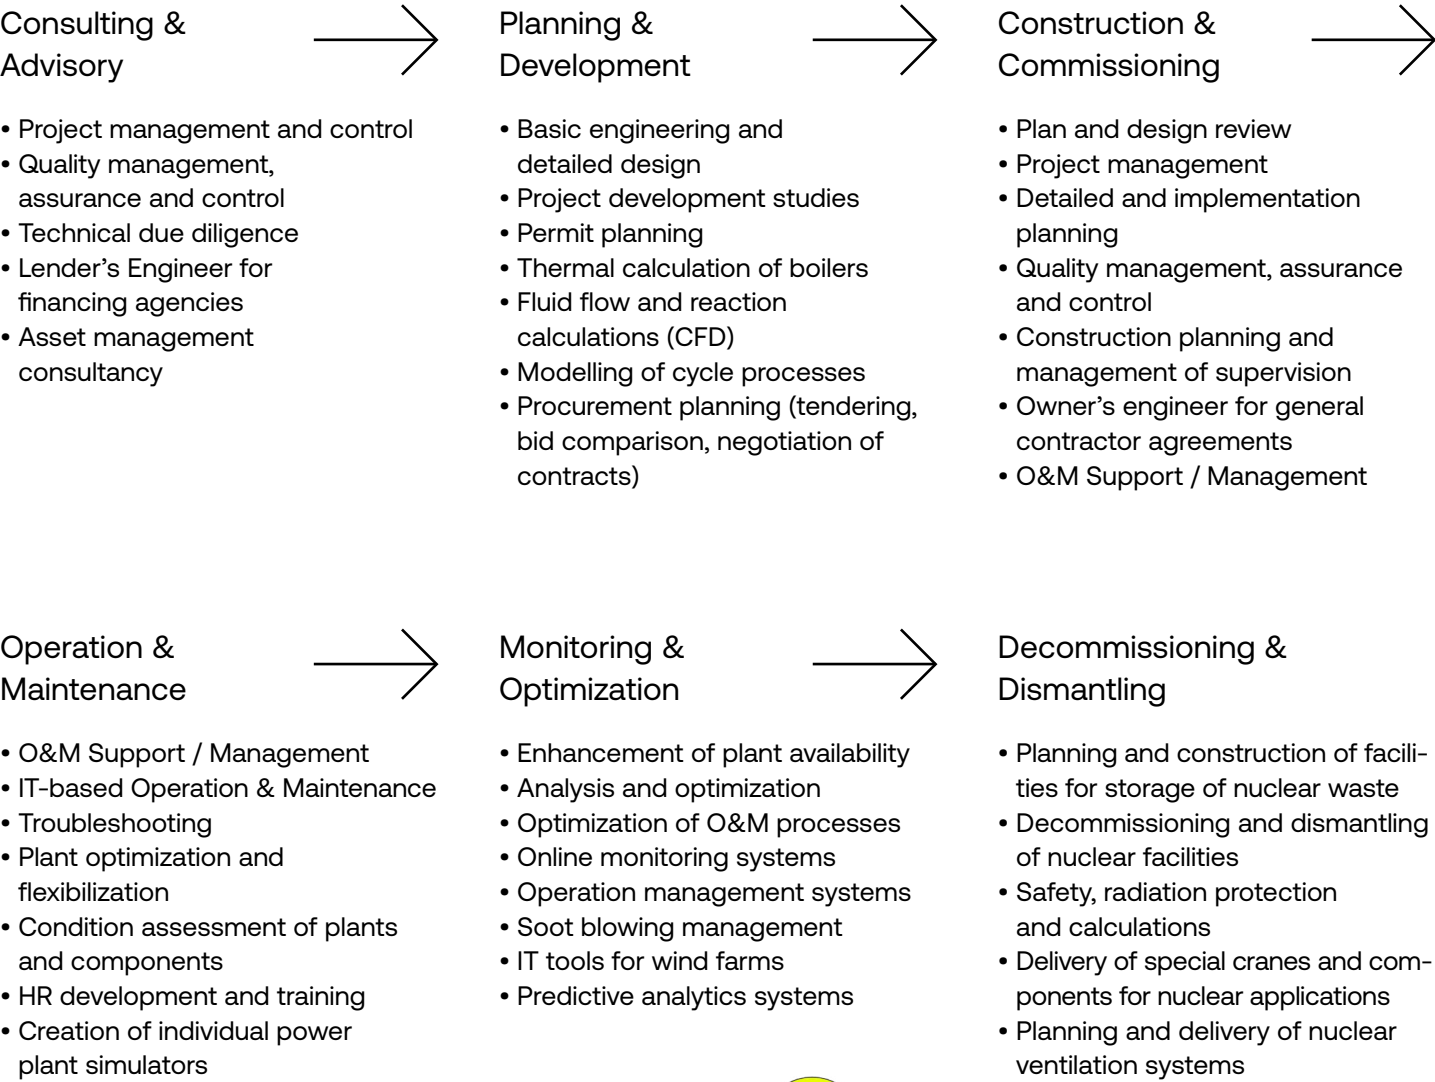 Consulting &
Advisory
• Project management and control
• Quality management,
assurance and control
• Technical due diligence
• Lender’s Engineer for
financing agencies
• Asset management
consultancy
Planning &
Development
• Basic engineering and
detailed design
• Project development studies
• Permit planning
• Thermal calculation of boilers
• Fluid flow and reaction
calculations (CFD)
• Modelling of cycle processes
• Procurement planning (tendering,
bid comparison, negotiation of
contracts)
Construction &
Commissioning
• Plan and design review
• Project management
• Detailed and implementation
planning
• Quality management, assurance
and control
• Construction planning and
management of supervision
• Owner’s engineer for general
contractor agreements
• O&M Support / Management
Operation &
Maintenance
• O&M Support / Management
• IT-based Operation & Maintenance
• Troubleshooting
• Plant optimization and
flexibilization
• Condition assessment of plants
and components
• HR development and training
• Creation of individual power
plant simulators
Monitoring &
Optimization
• Enhancement of plant availability
• Analysis and optimization
• Optimization of O&M processes
• Online monitoring systems
• Operation management systems
• Soot blowing management
• IT tools for wind farms
• Predictive analytics systems
Decommissioning &
Dismantling
• Planning and construction of facili-
ties for storage of nuclear waste
• Decommissioning and dismantling
of nuclear facilities
• Safety, radiation protection
and calculations
• Delivery of special cranes and com-
ponents for nuclear applications
• Planning and delivery of nuclear
ventilation systems